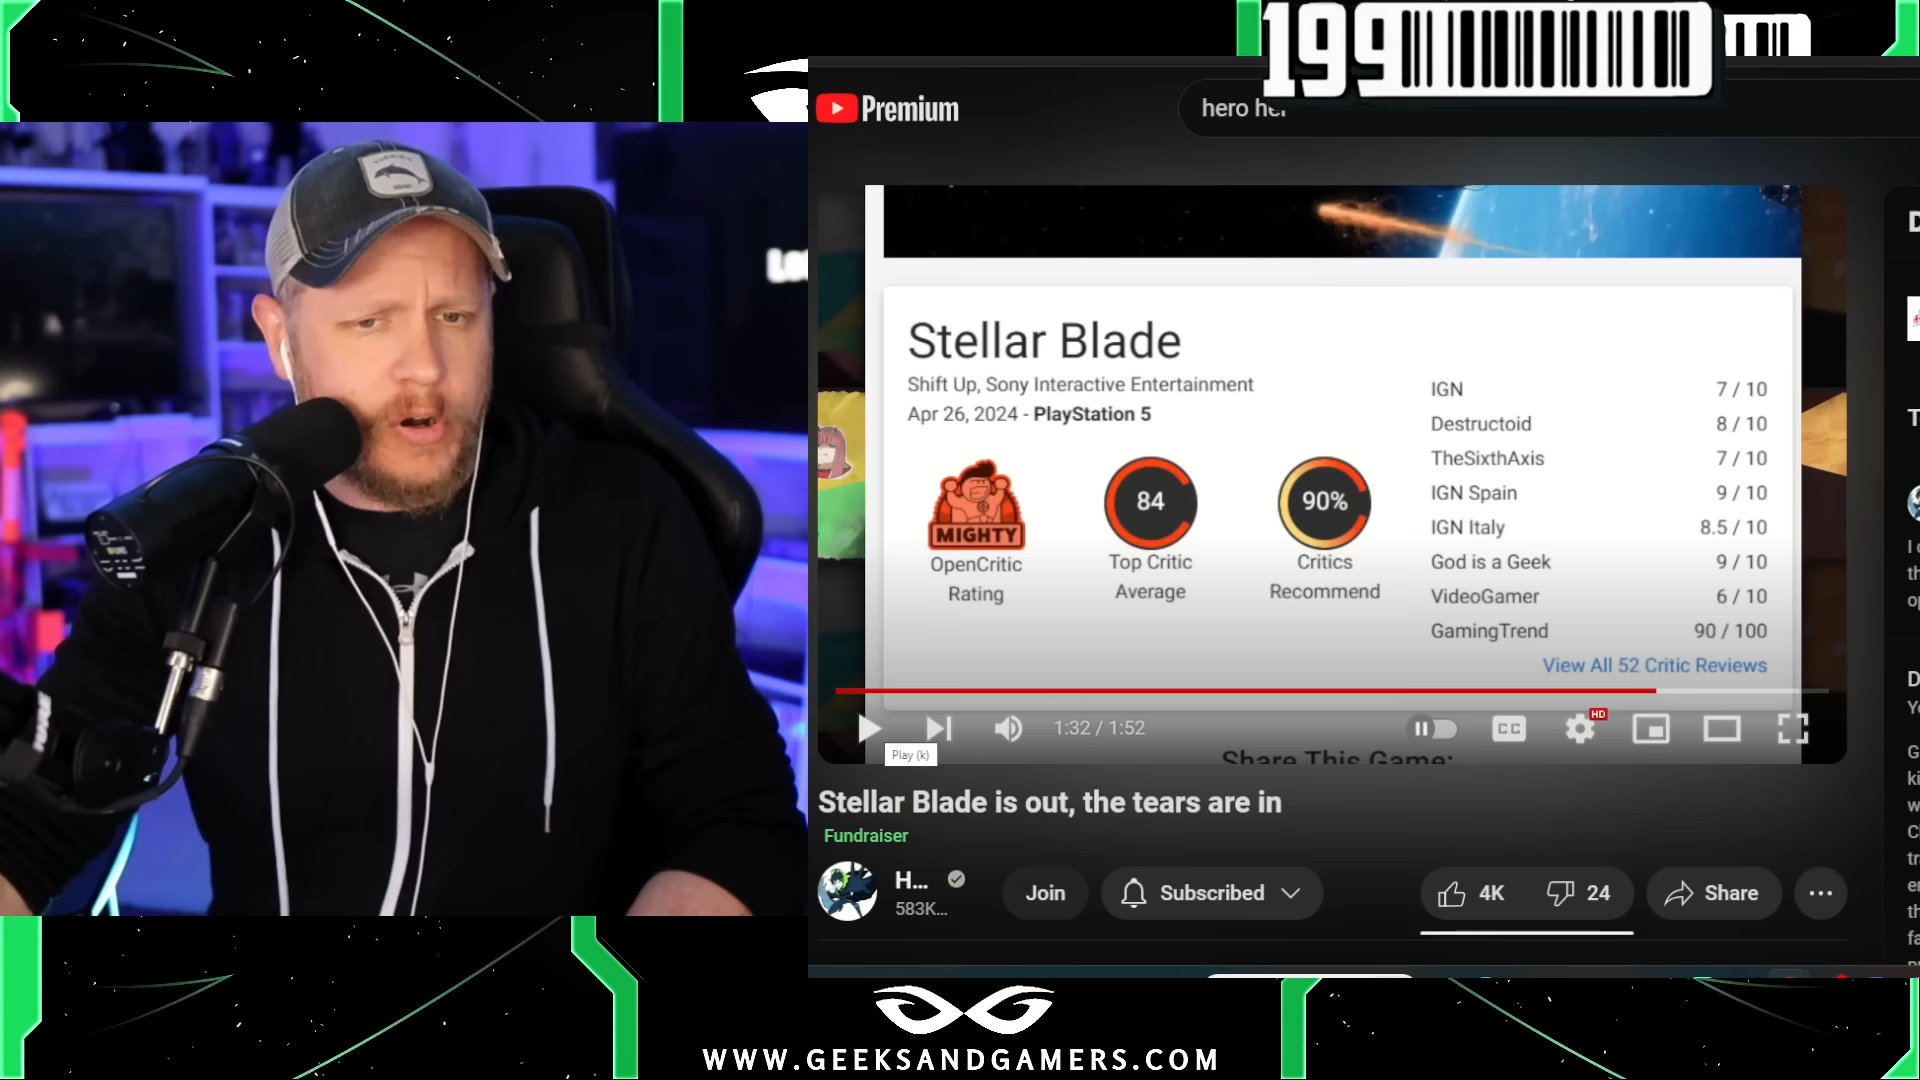 199
Premium
hero her
Stellar Blade
Shift Up, Sony Interactive Entertainment
Apr 26, 2024 - PlayStation 5
MIGHTY
OpenCritic
Rating
84
Top Critic
Average
90%
Critics
Recommend
IGN 7 / 10
Destructoid 8 / 10
TheSixthAxis 7 / 10
IGN Spain 9 / 10
IGN Italy 8.5 / 10
God is a Geek 9 / 10
VideoGamer 6 / 10
GamingTrend 90 / 100
View All 52 Critic Reviews
1:32 / 1:52
CC
HD
Play (k)
Share This Game:
Stellar Blade is out, the tears are in
Fundraiser
H...
583K...
Join
Subscribed
4K
24
Share
WWW.GEEKSANDGAMERS.COM